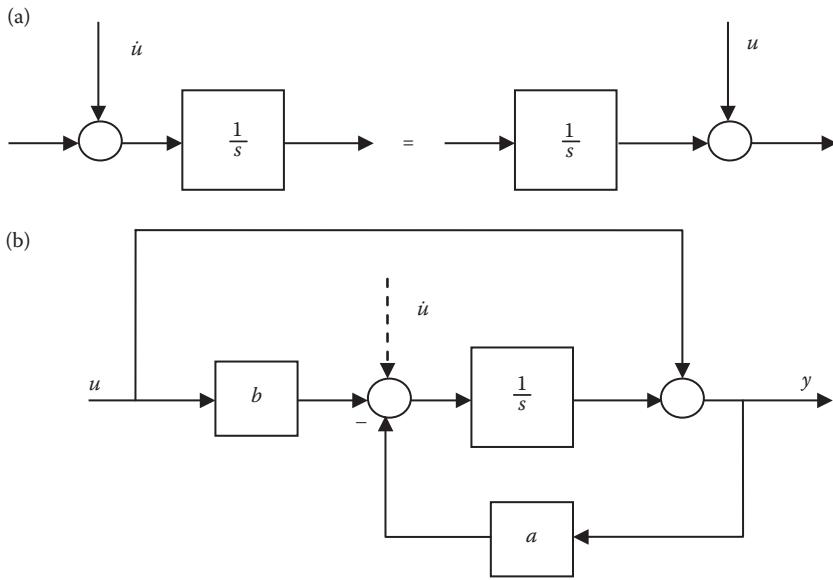 (a)
u̇
u
1/s
=
1/s
(b)
u̇
u
b
1/s
y
−
a